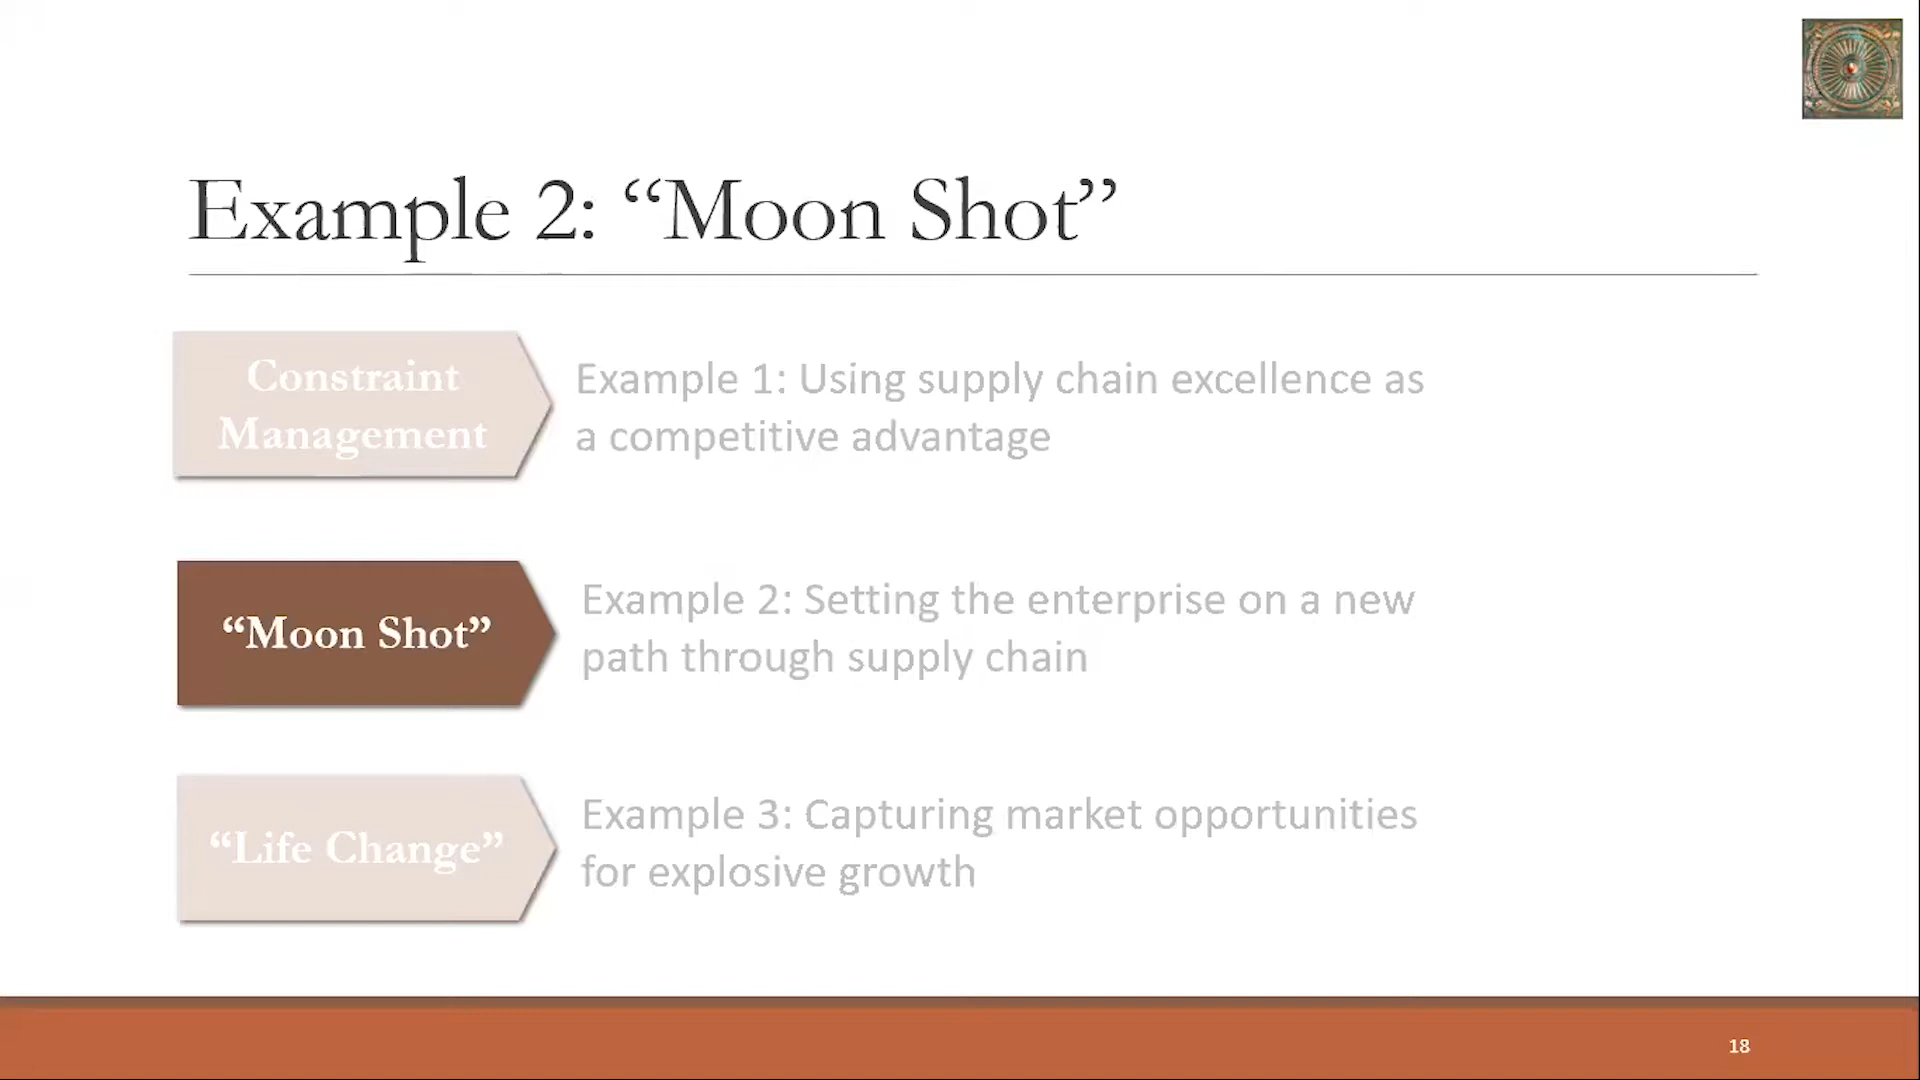 Example 2: “Moon Shot”
Constraint
Management
Example 1: Using supply chain excellence as
a competitive advantage
“Moon Shot”
Example 2: Setting the enterprise on a new
path through supply chain
“Life Change”
Example 3: Capturing market opportunities
for explosive growth
18